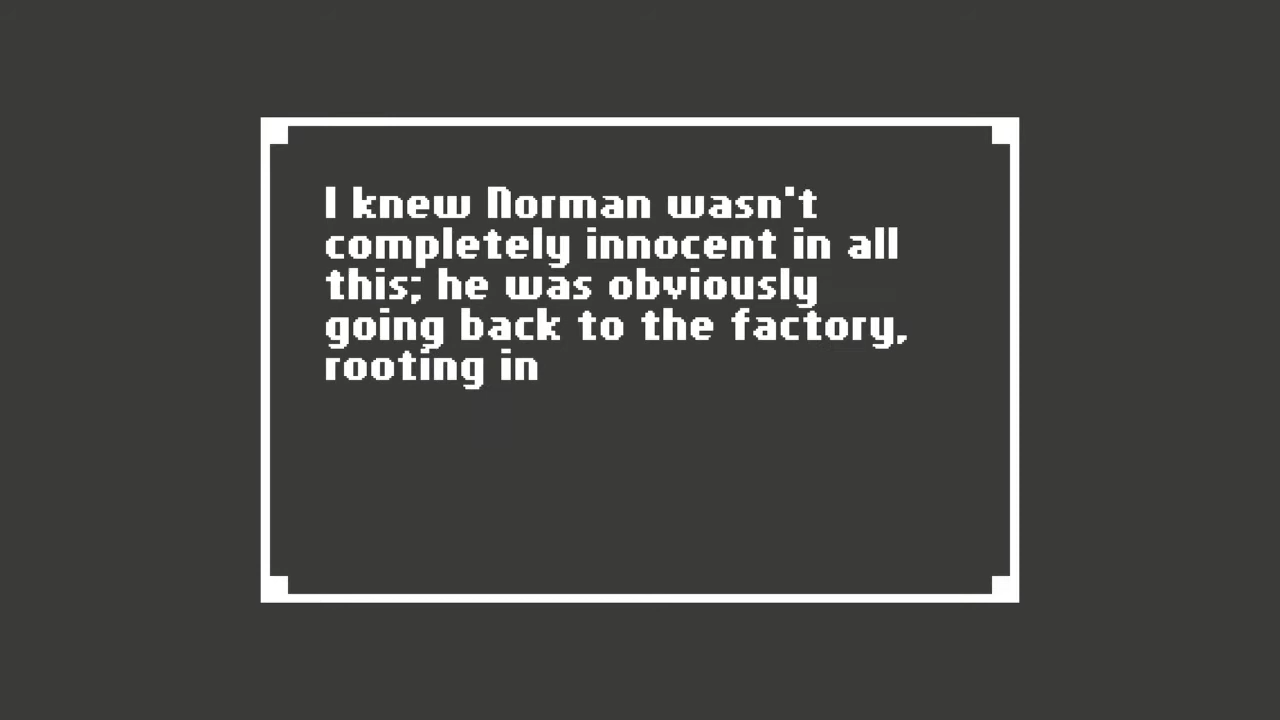 I knew Norman wasn't
completely innocent in all
this; he was obviously
going back to the factory,
rooting in